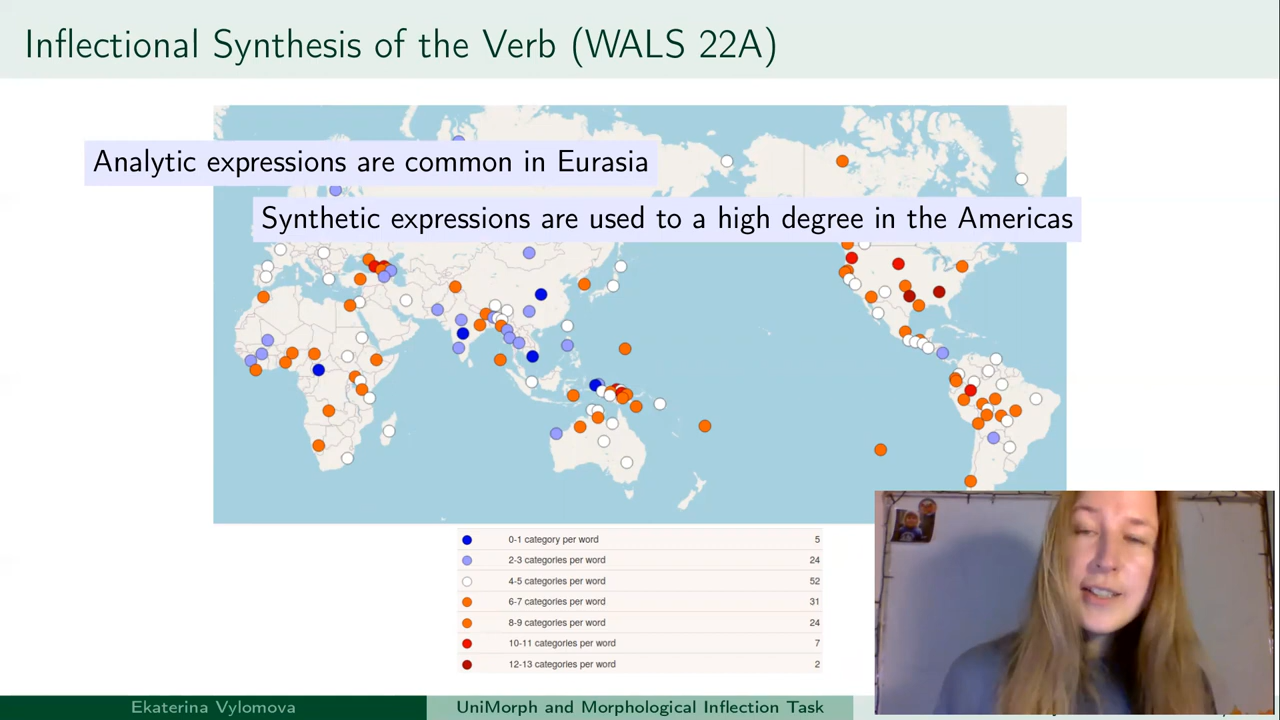 Inflectional Synthesis of the Verb (WALS 22A)
Analytic expressions are common in Eurasia
Synthetic expressions are used to a high degree in the Americas
0-1 category per word 5
2-3 categories per word 24
4-5 categories per word 52
6-7 categories per word 31
8-9 categories per word 24
10-11 categories per word 7
12-13 categories per word 2
Ekaterina Vylomova UniMorph and Morphological Inflection Task